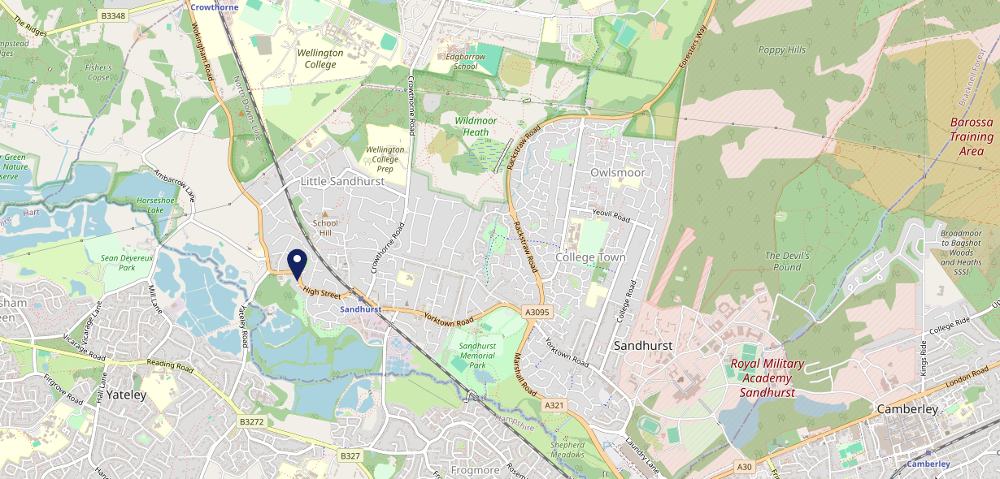 Crowthorne
B3348
The Ridges
Wokingham Road
Fisher's
Copse
Wellington
College
Edgbarrow
School
Foresters Way
Poppy Hills
Bracknell Forest
North Downs Line
Crowthorne Road
Wildmoor
Heath
Rackstraw Road
Barossa
Training
Area
Wellington
College
Prep
Ambarrow Lane
Little Sandhurst
Owlsmoor
Hart
Horseshoe
Lake
Yeovil Road
School
Hill
Crowthorne Road
Rackstraw Road
Broadmoor
to Bagshot
Woods
and Heaths
SSSI
Sean Devereux
Park
College Town
The Devil's
Pound
High Street
Mill Lane
College Road
Sandhurst
Yorktown Road
A3095
Vicarage Lane
Yateley Road
College Ride
Vicarage Road
Sandhurst
Memorial
Park
Yorktown Road
Sandhurst
Kings Ride
Reading Road
Marshall Road
Royal Military
Academy
Sandhurst
London Road
Firgrove Road
Hall Lane
Yateley
A321
Camberley
B3272
Hampshire
B327
Shepherd
Meadows
Laundry Lane
Frogmore
A30
Camberley